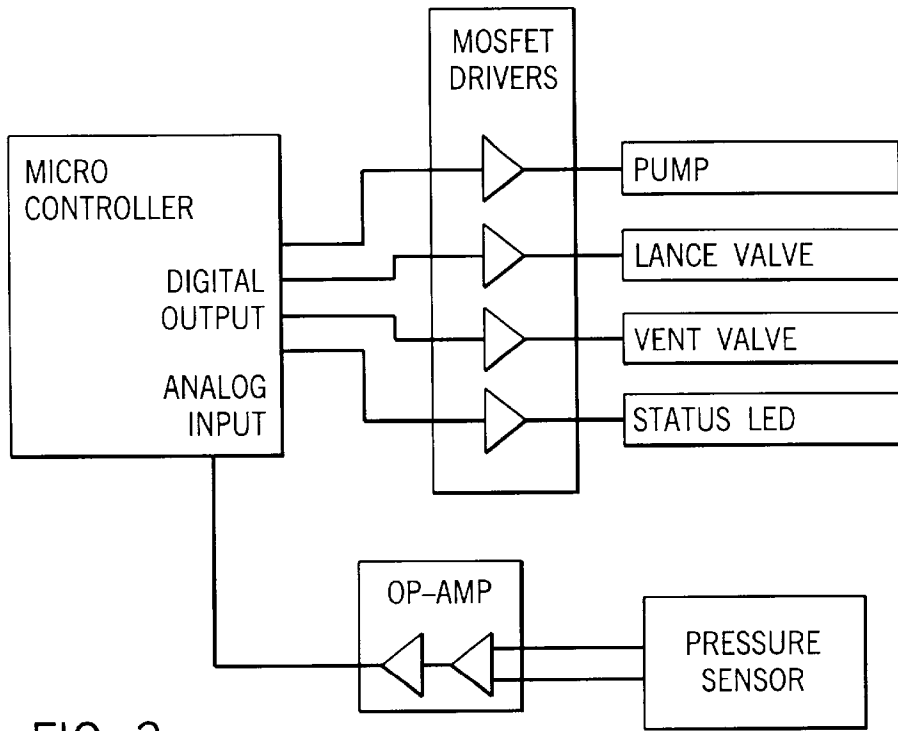 MOSFET
DRIVERS
MICRO
CONTROLLER
DIGITAL
OUTPUT
ANALOG
INPUT
PUMP
LANCE VALVE
VENT VALVE
STATUS LED
OP–AMP
PRESSURE
SENSOR